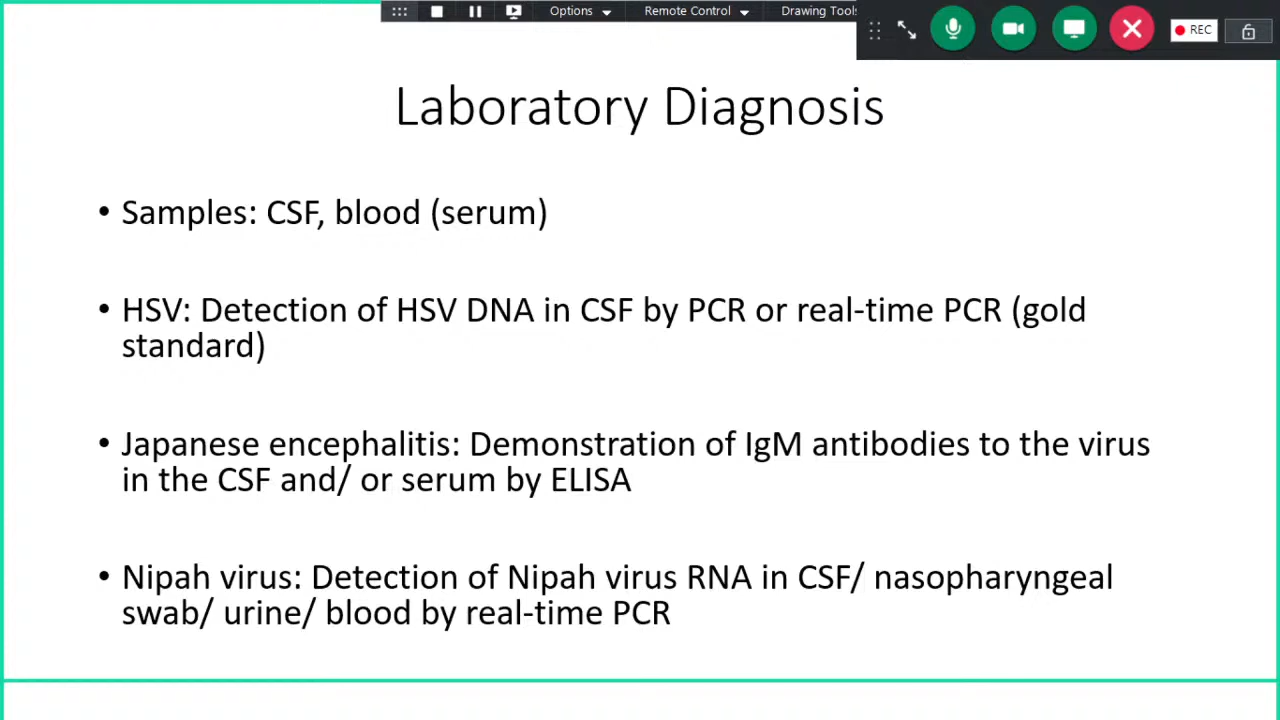 Options
Remote Control
Drawing Tools
REC
Laboratory Diagnosis
• Samples: CSF, blood (serum)
• HSV: Detection of HSV DNA in CSF by PCR or real-time PCR (gold
standard)
• Japanese encephalitis: Demonstration of IgM antibodies to the virus
in the CSF and/ or serum by ELISA
• Nipah virus: Detection of Nipah virus RNA in CSF/ nasopharyngeal
swab/ urine/ blood by real-time PCR